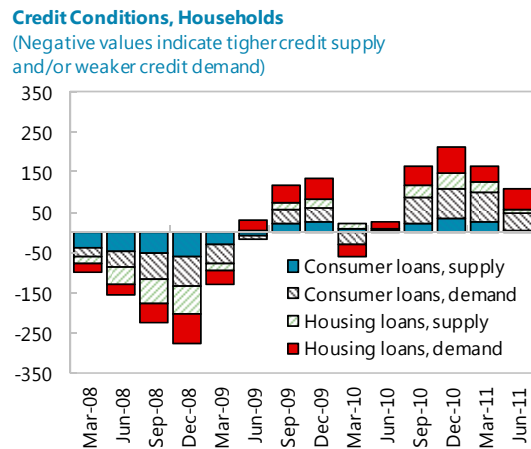 Credit Conditions, Households
(Negative values indicate tigher credit supply
and/or weaker credit demand)
350
250
150
50
-50
-150
-250
-350
Consumer loans, supply
Consumer loans, demand
Housing loans, supply
Housing loans, demand
Mar-08
Jun-08
Sep-08
Dec-08
Mar-09
Jun-09
Sep-09
Dec-09
Mar-10
Jun-10
Sep-10
Dec-10
Mar-11
Jun-11